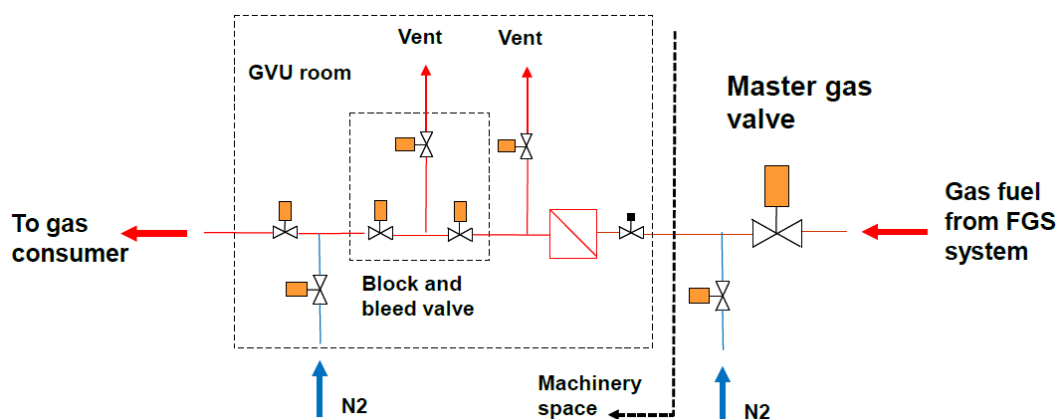 Vent
Vent
GVU room
Master gas
valve
To gas
consumer
Gas fuel
from FGS
system
Block and
bleed valve
Machinery
space
N2
N2